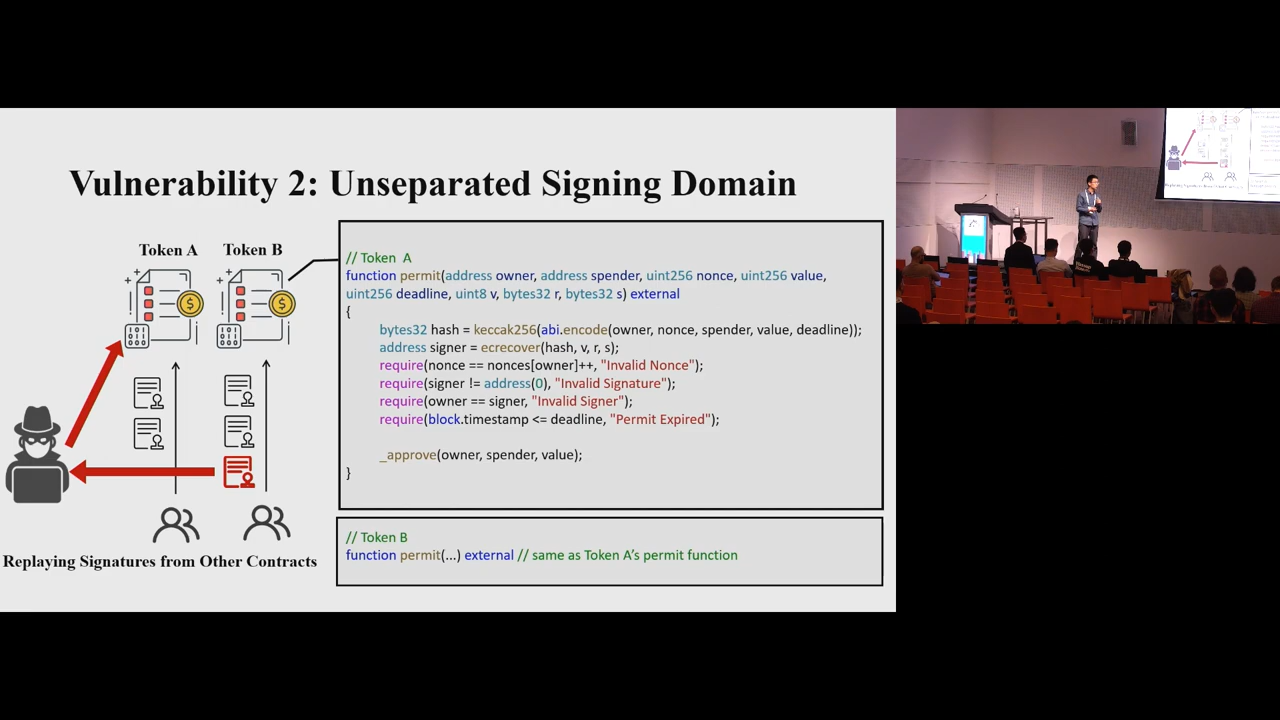 Vulnerability 2: Unseparated Signing Domain
Token A
Token B
Replaying Signatures from Other Contracts
// Token A
function permit(address owner, address spender, uint256 nonce, uint256 value,
uint256 deadline, uint8 v, bytes32 r, bytes32 s) external
{
bytes32 hash = keccak256(abi.encode(owner, nonce, spender, value, deadline));
address signer = ecrecover(hash, v, r, s);
require(nonce == nonces[owner]++, "Invalid Nonce");
require(signer != address(0), "Invalid Signature");
require(owner == signer, "Invalid Signer");
require(block.timestamp <= deadline, "Permit Expired");
_approve(owner, spender, value);
}
// Token B
function permit(...) external // same as Token A's permit function